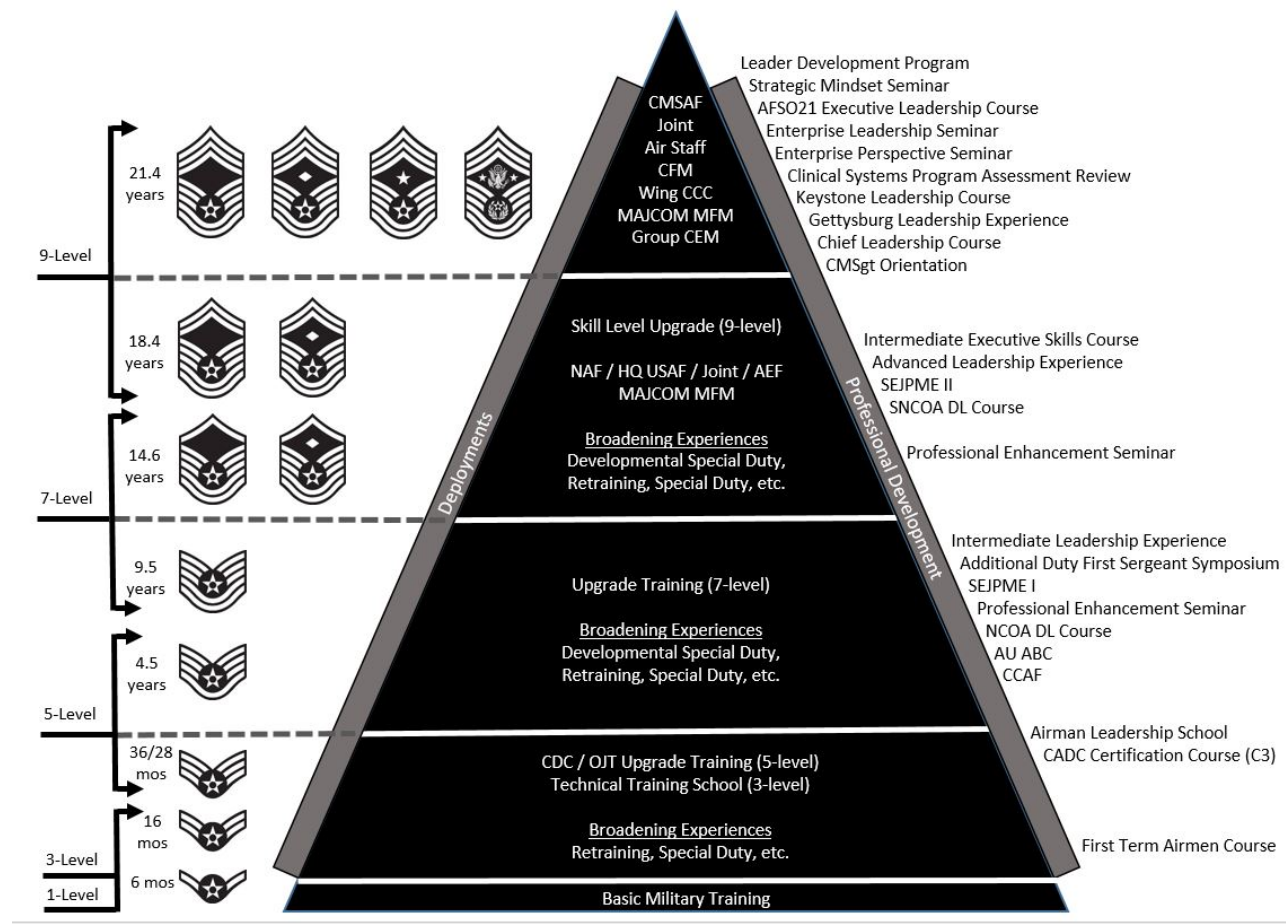 Leader Development Program
Strategic Mindset Seminar
AFSO21 Executive Leadership Course
Enterprise Leadership Seminar
Enterprise Perspective Seminar
Clinical Systems Program Assessment Review
Keystone Leadership Course
Gettysburg Leadership Experience
Chief Leadership Course
CMSgt Orientation
CMSAF
Joint
Air Staff
CFM
Wing CCC
MAJCOM MFM
Group CEM
21.4
years
9-Level
18.4
years
Skill Level Upgrade (9-level)
NAF / HQ USAF / Joint / AEF
MAJCOM MFM
Broadening Experiences
Developmental Special Duty,
Retraining, Special Duty, etc.
Intermediate Executive Skills Course
Advanced Leadership Experience
SEJPME II
SNCOA DL Course
Professional Enhancement Seminar
Deployments
Professional Development
14.6
years
7-Level
9.5
years
Upgrade Training (7-level)
Broadening Experiences
Developmental Special Duty,
Retraining, Special Duty, etc.
Intermediate Leadership Experience
Additional Duty First Sergeant Symposium
SEJPME I
Professional Enhancement Seminar
NCOA DL Course
AU ABC
CCAF
4.5
years
5-Level
36/28
mos
CDC / OJT Upgrade Training (5-level)
Technical Training School (3-level)
Broadening Experiences
Retraining, Special Duty, etc.
Airman Leadership School
CADC Certification Course (C3)
First Term Airmen Course
16
mos
3-Level
6 mos
1-Level
Basic Military Training